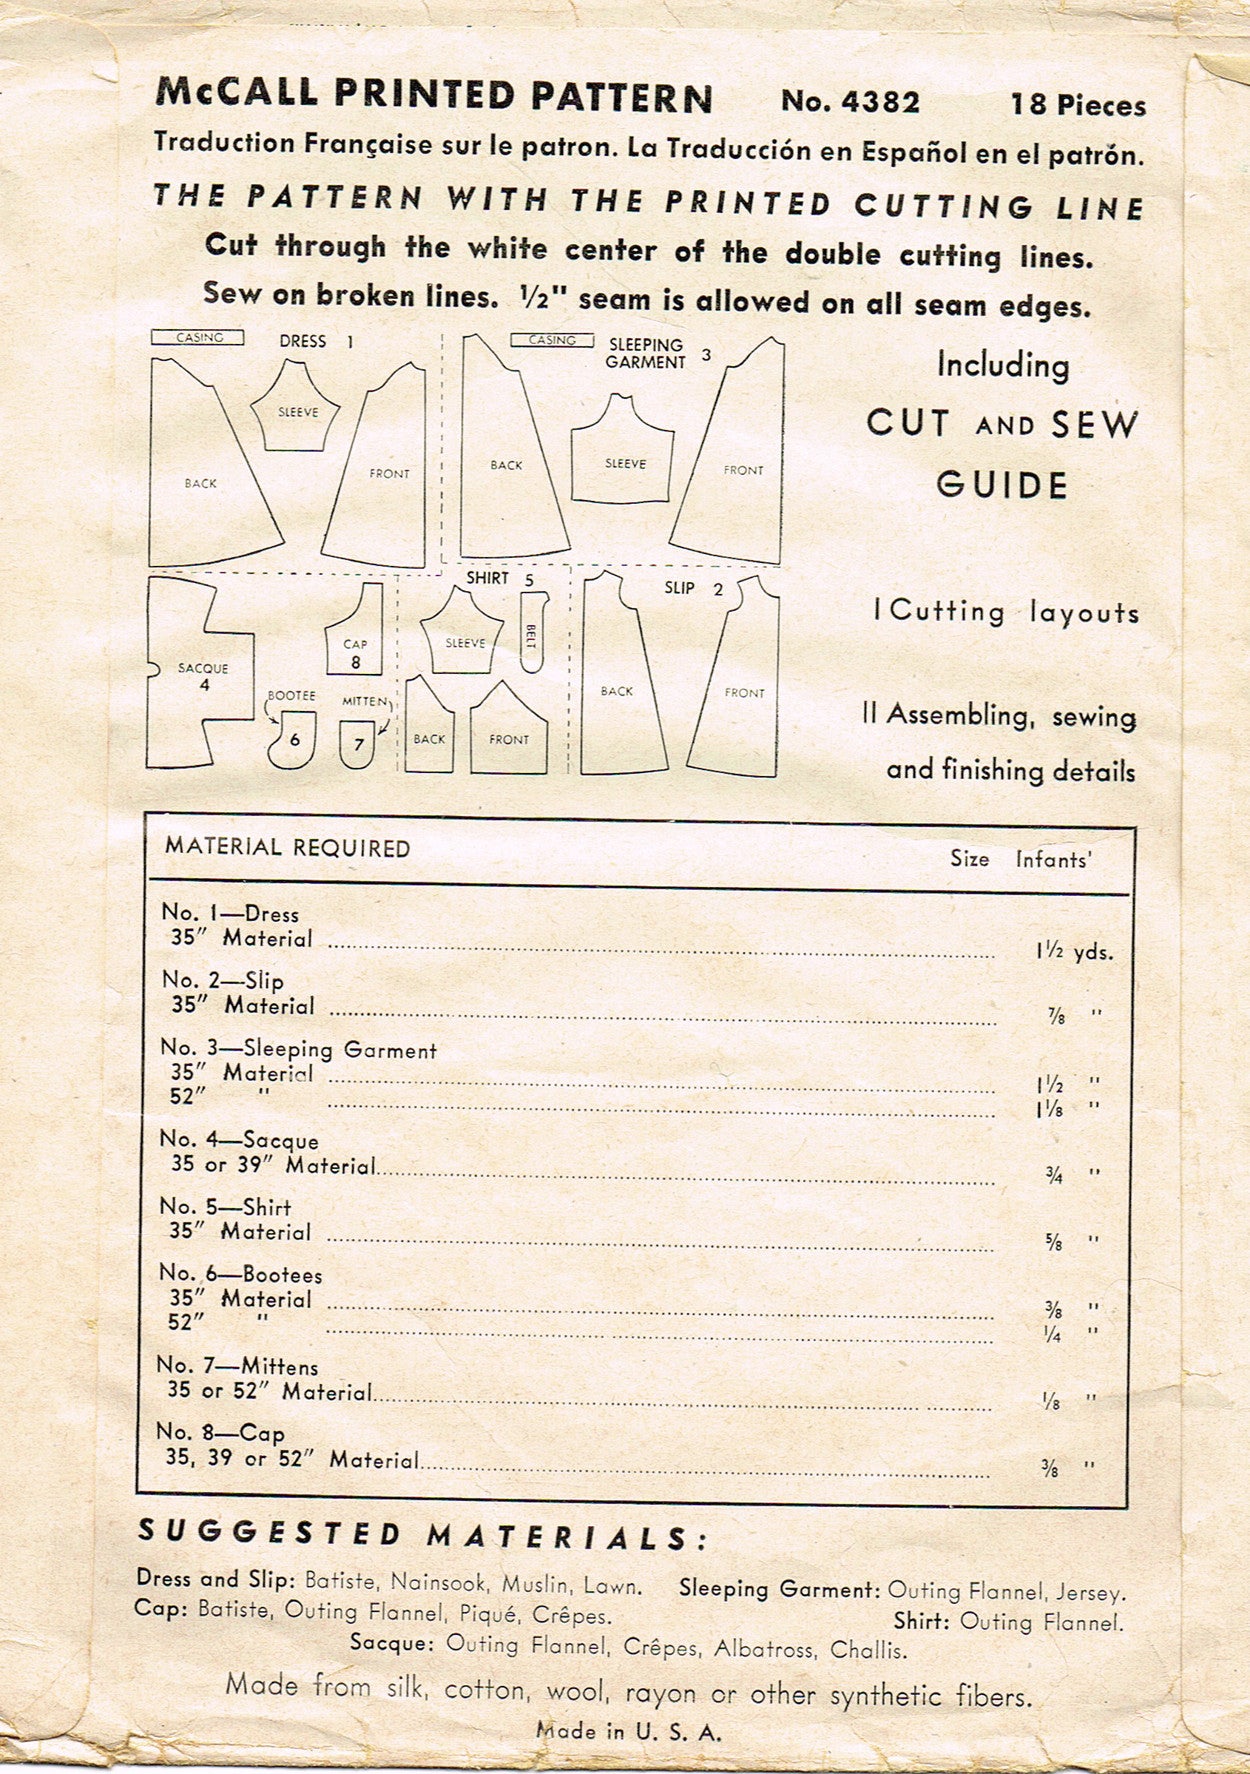 McCALL PRINTED PATTERN No. 4382 18 Pieces
Traduction Française sur le patron. La Traducción en Español en el patrón.
THE PATTERN WITH THE PRINTED CUTTING LINE
Cut through the white center of the double cutting lines.
Sew on broken lines. ½" seam is allowed on all seam edges.
CASING DRESS 1
SLEEVE
BACK
FRONT
CASING SLEEPING
GARMENT 3
BACK
SLEEVE
FRONT
SACQUE
4
CAP
8
BOOTEE
6
MITTEN
7
SHIRT 5
SLEEVE
BELT
BACK
FRONT
SLIP 2
BACK
FRONT
Including
CUT AND SEW
GUIDE
I Cutting layouts
II Assembling, sewing
and finishing details
MATERIAL REQUIRED Size Infants'
No. 1—Dress
35" Material 1½ yds.
No. 2—Slip
35" Material ⅞ "
No. 3—Sleeping Garment
35" Material 1½ "
52" " 1⅛ "
No. 4—Sacque
35 or 39" Material ¾ "
No. 5—Shirt
35" Material ⅝ "
No. 6—Bootees
35" Material ⅜ "
52" " ¼ "
No. 7—Mittens
35 or 52" Material ⅛ "
No. 8—Cap
35, 39 or 52" Material ⅜ "
SUGGESTED MATERIALS:
Dress and Slip: Batiste, Nainsook, Muslin, Lawn. Sleeping Garment: Outing Flannel, Jersey.
Cap: Batiste, Outing Flannel, Piqué, Crêpes. Shirt: Outing Flannel.
Sacque: Outing Flannel, Crêpes, Albatross, Challis.
Made from silk, cotton, wool, rayon or other synthetic fibers.
Made in U. S. A.